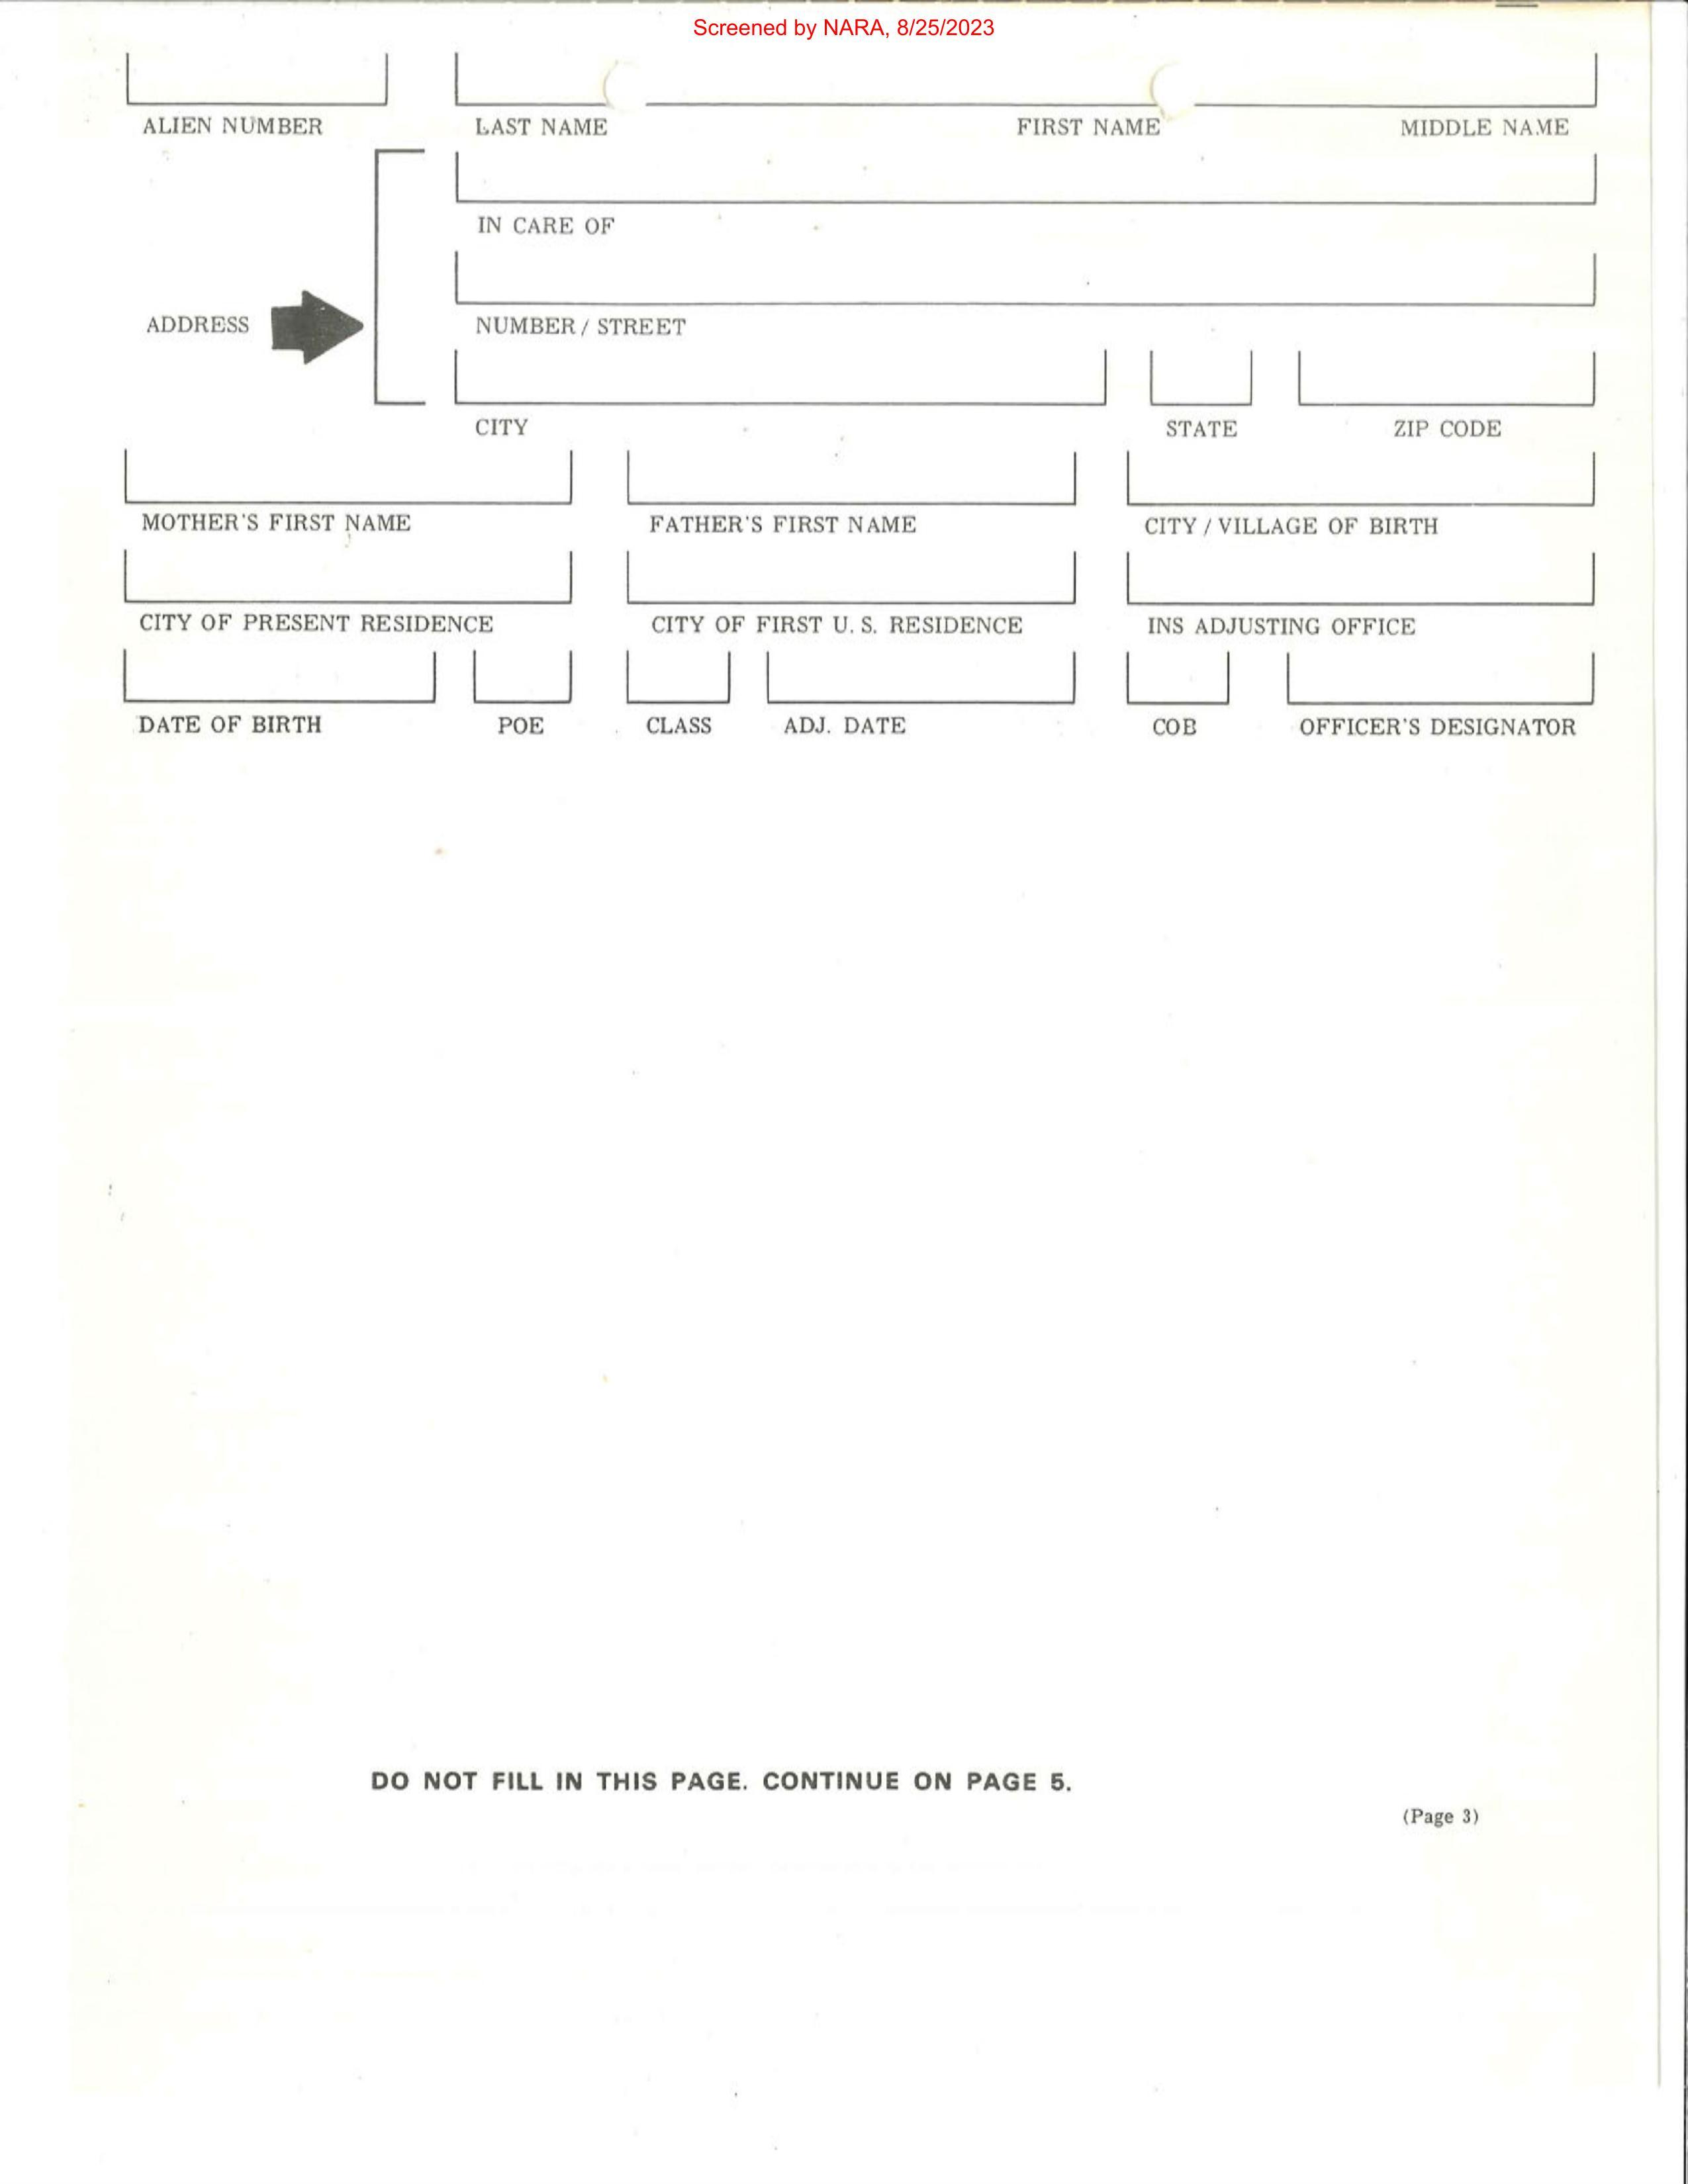 Screened by NARA, 8/25/2023
ALIEN NUMBER LAST NAME FIRST NAME MIDDLE NAME
IN CARE OF
ADDRESS NUMBER / STREET
CITY STATE ZIP CODE
MOTHER'S FIRST NAME FATHER'S FIRST NAME CITY / VILLAGE OF BIRTH
CITY OF PRESENT RESIDENCE CITY OF FIRST U. S. RESIDENCE INS ADJUSTING OFFICE
DATE OF BIRTH POE CLASS ADJ. DATE COB OFFICER'S DESIGNATOR
DO NOT FILL IN THIS PAGE. CONTINUE ON PAGE 5.
(Page 3)